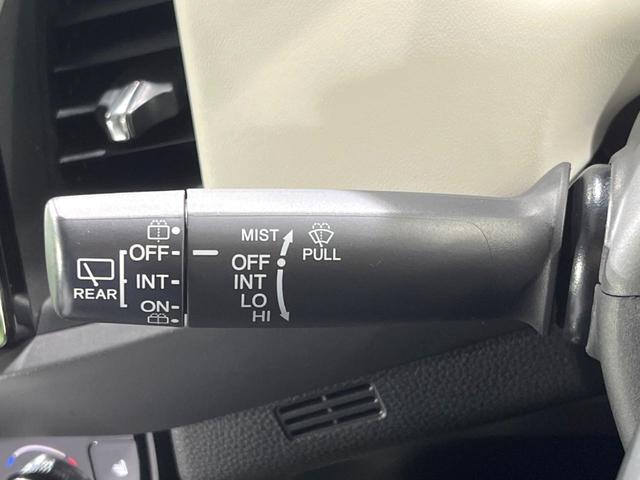 OFF
INT
ON
REAR
MIST
OFF
INT
LO
HI
PULL